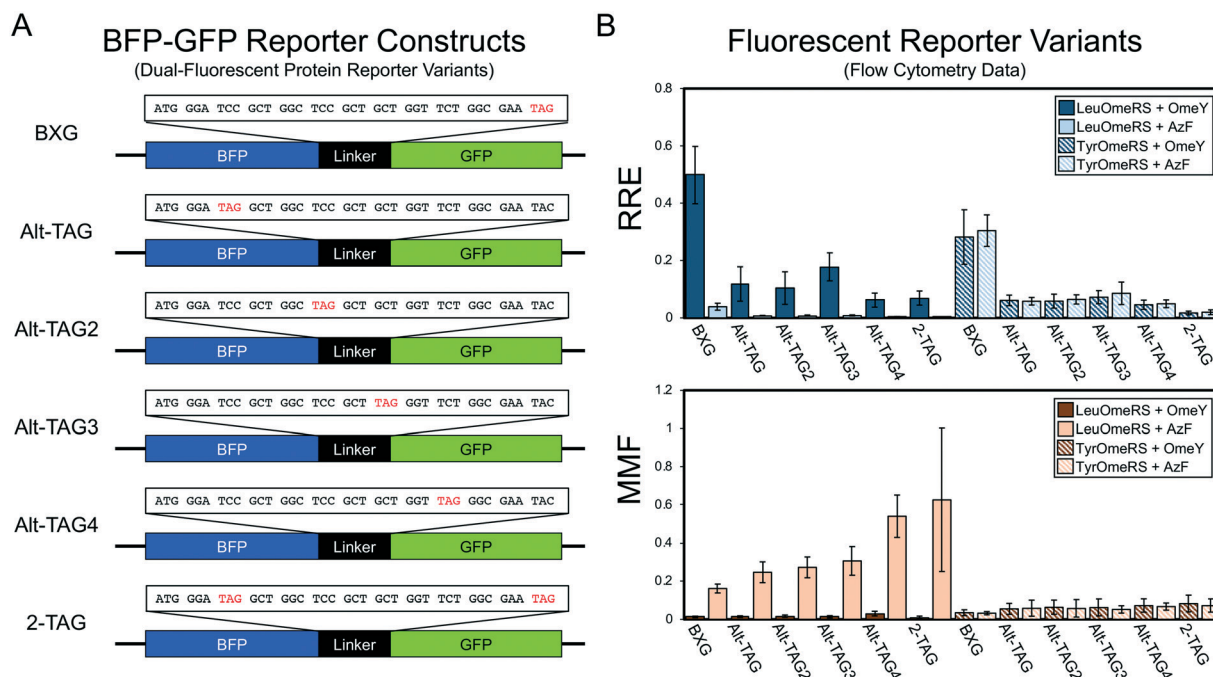 A
BFP-GFP Reporter Constructs
(Dual-Fluorescent Protein Reporter Variants)
BXG
ATG GGA TCC GCT GGC TCC GCT GCT GGT TCT GGC GAA TAG
BFP
Linker
GFP
Alt-TAG
ATG GGA TAG GCT GGC TCC GCT GCT GGT TCT GGC GAA TAC
BFP
Linker
GFP
Alt-TAG2
ATG GGA TCC GCT GGC TAG GCT GCT GGT TCT GGC GAA TAC
BFP
Linker
GFP
Alt-TAG3
ATG GGA TCC GCT GGC TCC GCT TAG GGT TCT GGC GAA TAC
BFP
Linker
GFP
Alt-TAG4
ATG GGA TCC GCT GGC TCC GCT GCT GGT TAG GGC GAA TAC
BFP
Linker
GFP
2-TAG
ATG GGA TAG GCT GGC TCC GCT GCT GGT TCT GGC GAA TAG
BFP
Linker
GFP
B
Fluorescent Reporter Variants
(Flow Cytometry Data)
RRE
0.8
0.6
0.4
0.2
0
LeuOmeRS + OmeY
LeuOmeRS + AzF
TyrOmeRS + OmeY
TyrOmeRS + AzF
BXG
Alt-TAG
Alt-TAG2
Alt-TAG3
Alt-TAG4
2-TAG
BXG
Alt-TAG
Alt-TAG2
Alt-TAG3
Alt-TAG4
2-TAG
MMF
1.2
1
0.8
0.6
0.4
0.2
0
LeuOmeRS + OmeY
LeuOmeRS + AzF
TyrOmeRS + OmeY
TyrOmeRS + AzF
BXG
Alt-TAG
Alt-TAG2
Alt-TAG3
Alt-TAG4
2-TAG
BXG
Alt-TAG
Alt-TAG2
Alt-TAG3
Alt-TAG4
2-TAG